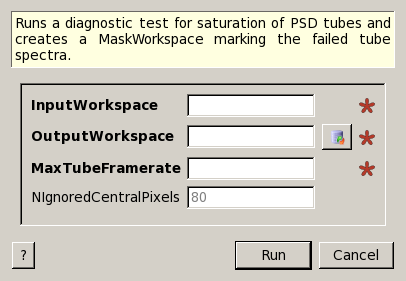 Runs a diagnostic test for saturation of PSD tubes and
creates a MaskWorkspace marking the failed tube
spectra.
InputWorkspace
OutputWorkspace
MaxTubeFramerate
NIgnoredCentralPixels 80
? Run Cancel